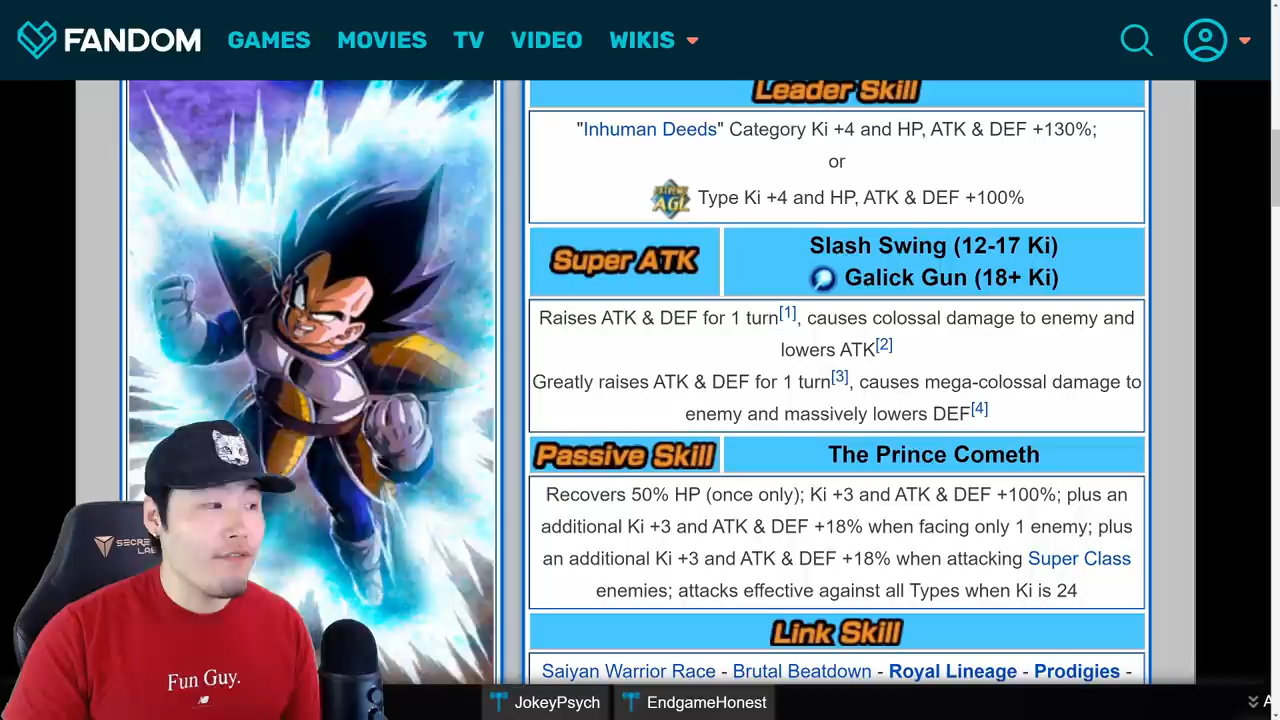 FANDOM GAMES MOVIES TV VIDEO WIKIS
Leader Skill
"Inhuman Deeds" Category Ki +4 and HP, ATK & DEF +130%;
or
EXTREME AGL Type Ki +4 and HP, ATK & DEF +100%
Super ATK
Slash Swing (12-17 Ki)
Galick Gun (18+ Ki)
Raises ATK & DEF for 1 turn[1], causes colossal damage to enemy and
lowers ATK[2]
Greatly raises ATK & DEF for 1 turn[3], causes mega-colossal damage to
enemy and massively lowers DEF[4]
Passive Skill
The Prince Cometh
Recovers 50% HP (once only); Ki +3 and ATK & DEF +100%; plus an
additional Ki +3 and ATK & DEF +18% when facing only 1 enemy; plus
an additional Ki +3 and ATK & DEF +18% when attacking Super Class
enemies; attacks effective against all Types when Ki is 24
Link Skill
Saiyan Warrior Race - Brutal Beatdown - Royal Lineage - Prodigies -
Fun Guy.
JokeyPsych
EndgameHonest